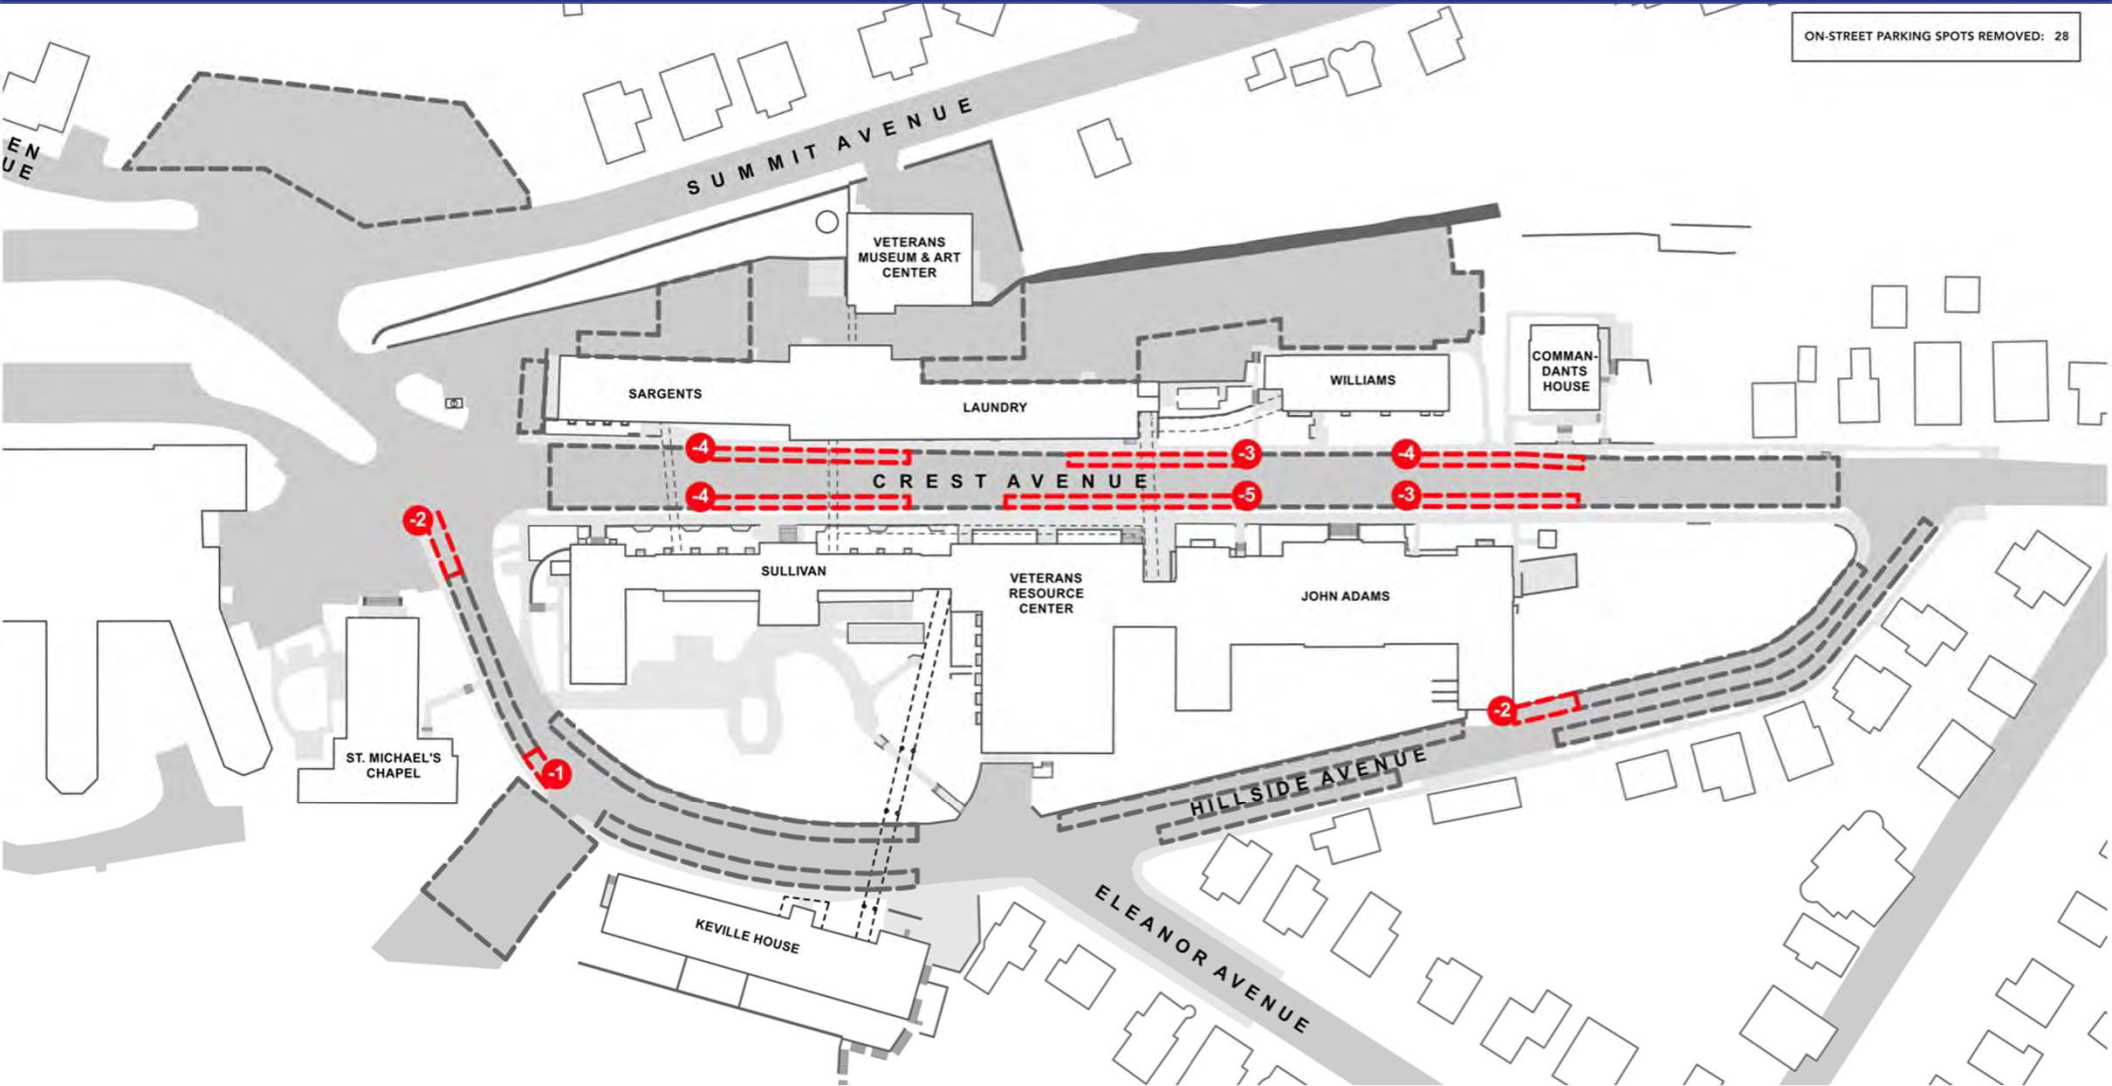 ON-STREET PARKING SPOTS REMOVED: 28
EN
UE
SUMMIT AVENUE
VETERANS
MUSEUM & ART
CENTER
SARGENTS
LAUNDRY
WILLIAMS
COMMAN-
DANTS
HOUSE
-4
-3
-4
CREST AVENUE
-4
-5
-3
-2
SULLIVAN
VETERANS
RESOURCE
CENTER
JOHN ADAMS
-2
ST. MICHAEL'S
CHAPEL
-1
HILLSIDE AVENUE
KEVILLE HOUSE
ELEANOR AVENUE